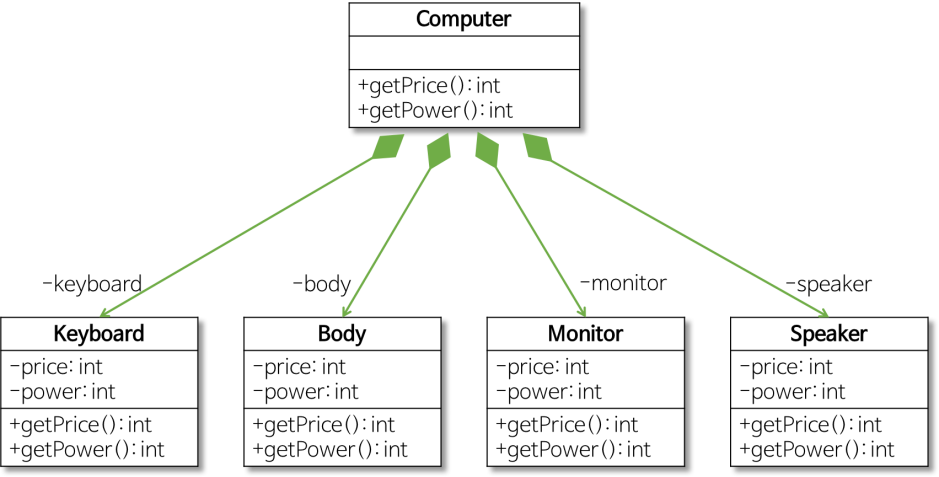 Computer
+getPrice():int
+getPower():int
-keyboard
-body
-monitor
-speaker
Keyboard
-price: int
-power: int
+getPrice(): int
+getPower(): int
Body
-price: int
-power: int
+getPrice(): int
+getPower(): int
Monitor
-price: int
-power: int
+getPrice(): int
+getPower(): int
Speaker
-price: int
-power: int
+getPrice(): int
+getPower(): int